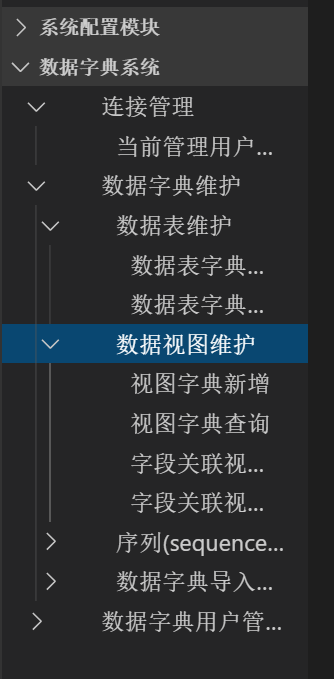 系统配置模块
数据字典系统
连接管理
当前管理用户...
数据字典维护
数据表维护
数据表字典...
数据表字典...
数据视图维护
视图字典新增
视图字典查询
字段关联视...
字段关联视...
序列(sequence...
数据字典导入...
数据字典用户管...